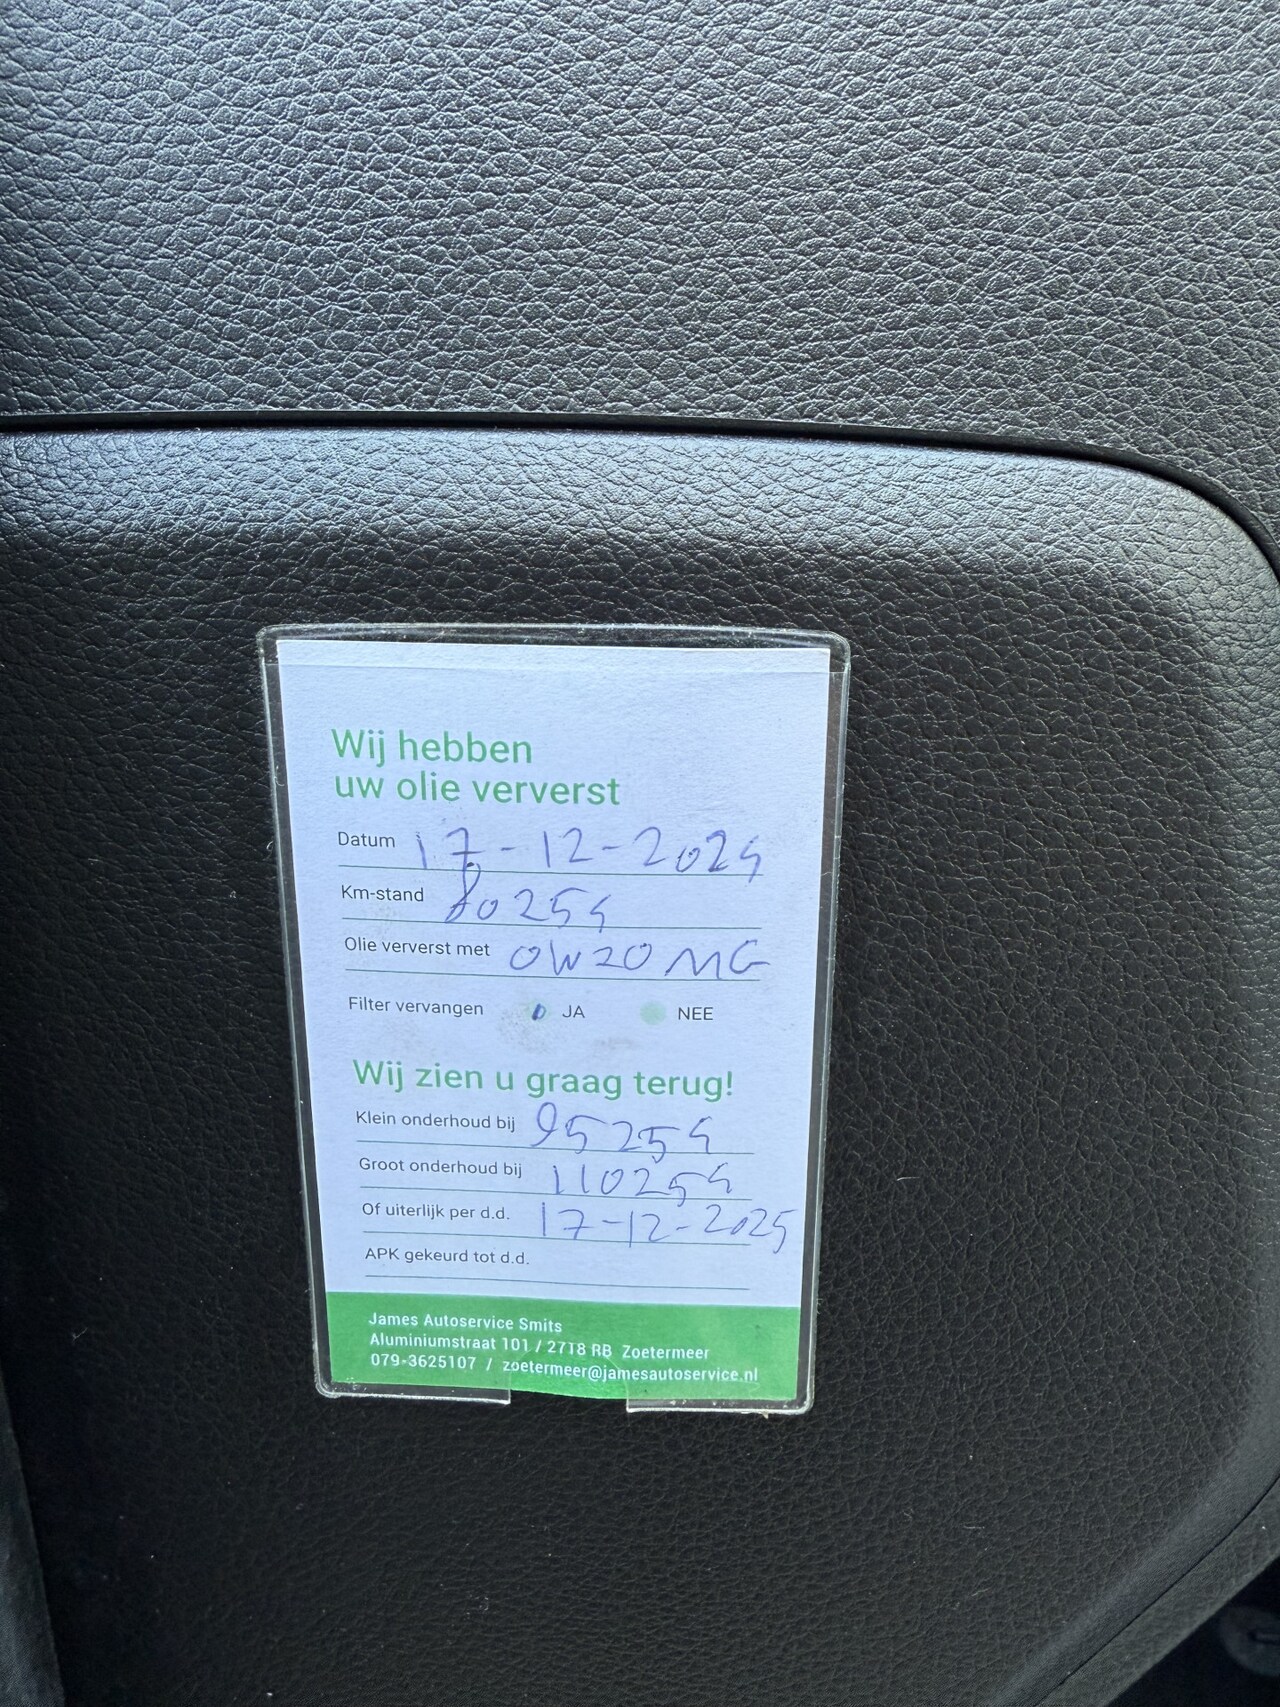 Wij hebben
uw olie ververst
Datum 17-12-2024
Km-stand 80254
Olie ververst met 0W20 MG
Filter vervangen JA NEE
Wij zien u graag terug!
Klein onderhoud bij 95254
Groot onderhoud bij 110254
Of uiterlijk per d.d. 17-12-2025
APK gekeurd tot d.d.
James Autoservice Smits
Aluminiumstraat 101 / 2718 RB Zoetermeer
079-3625107 / zoetermeer@jamesautoservice.nl